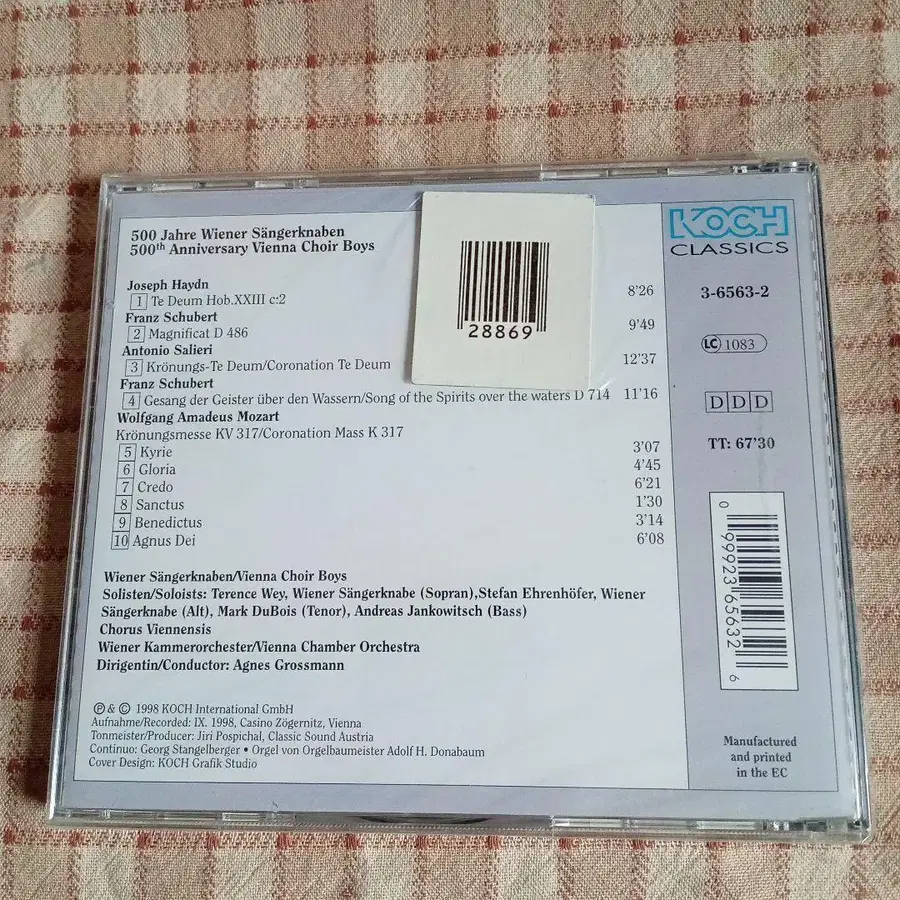 500 Jahre Wiener Sängerknaben
500th Anniversary Vienna Choir Boys
Joseph Haydn
1 Te Deum Hob.XXIII c:2 8'26
Franz Schubert
2 Magnificat D 486 9'49
Antonio Salieri
3 Krönungs-Te Deum/Coronation Te Deum 12'37
Franz Schubert
4 Gesang der Geister über den Wassern/Song of the Spirits over the waters D 714 11'16
Wolfgang Amadeus Mozart
Krönungsmesse KV 317/Coronation Mass K 317
5 Kyrie 3'07
6 Gloria 4'45
7 Credo 6'21
8 Sanctus 1'30
9 Benedictus 3'14
10 Agnus Dei 6'08
Wiener Sängerknaben/Vienna Choir Boys
Solisten/Soloists: Terence Wey, Wiener Sängerknabe (Sopran),Stefan Ehrenhöfer, Wiener
Sängerknabe (Alt), Mark DuBois (Tenor), Andreas Jankowitsch (Bass)
Chorus Viennensis
Wiener Kammerorchester/Vienna Chamber Orchestra
Dirigentin/Conductor: Agnes Grossmann
℗ & © 1998 KOCH International GmbH
Aufnahme/Recorded: IX. 1998, Casino Zögernitz, Vienna
Tonmeister/Producer: Jiri Pospichal, Classic Sound Austria
Continuo: Georg Stangelberger • Orgel von Orgelbaumeister Adolf H. Donabaum
Cover Design: KOCH Grafik Studio
28869
KOCH
CLASSICS
3-6563-2
LC 1083
DDD
TT: 67'30
0 99923 65632 6
Manufactured
and printed
in the EC